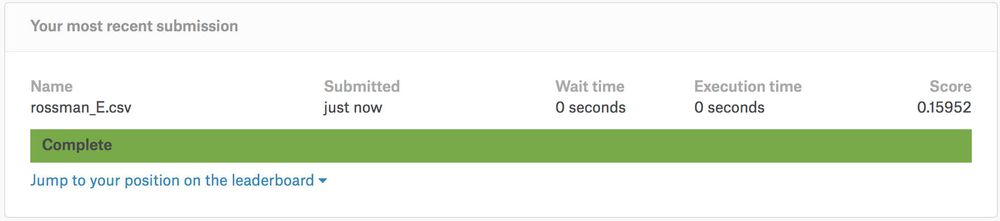 Your most recent submission
Name Submitted Wait time Execution time Score
rossman_E.csv just now 0 seconds 0 seconds 0.15952
Complete
Jump to your position on the leaderboard